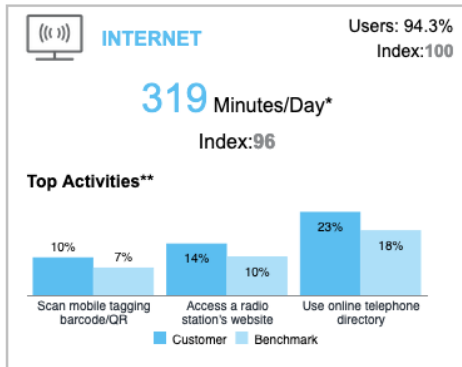 INTERNET
Users: 94.3%
Index:100
319 Minutes/Day*
Index:96
Top Activities**
10% 7% 14% 10% 23% 18%
Scan mobile tagging Access a radio Use online telephone
barcode/QR station's website directory
Customer Benchmark